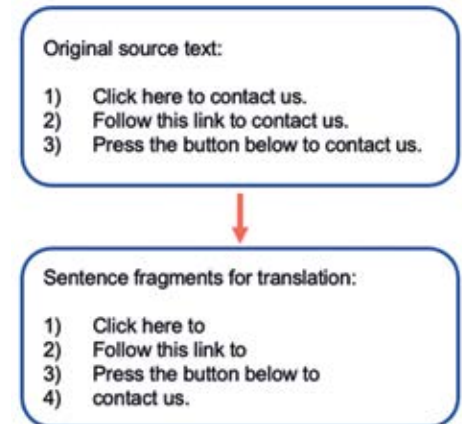 Original source text:
1) Click here to contact us.
2) Follow this link to contact us.
3) Press the button below to contact us.
Sentence fragments for translation:
1) Click here to
2) Follow this link to
3) Press the button below to
4) contact us.